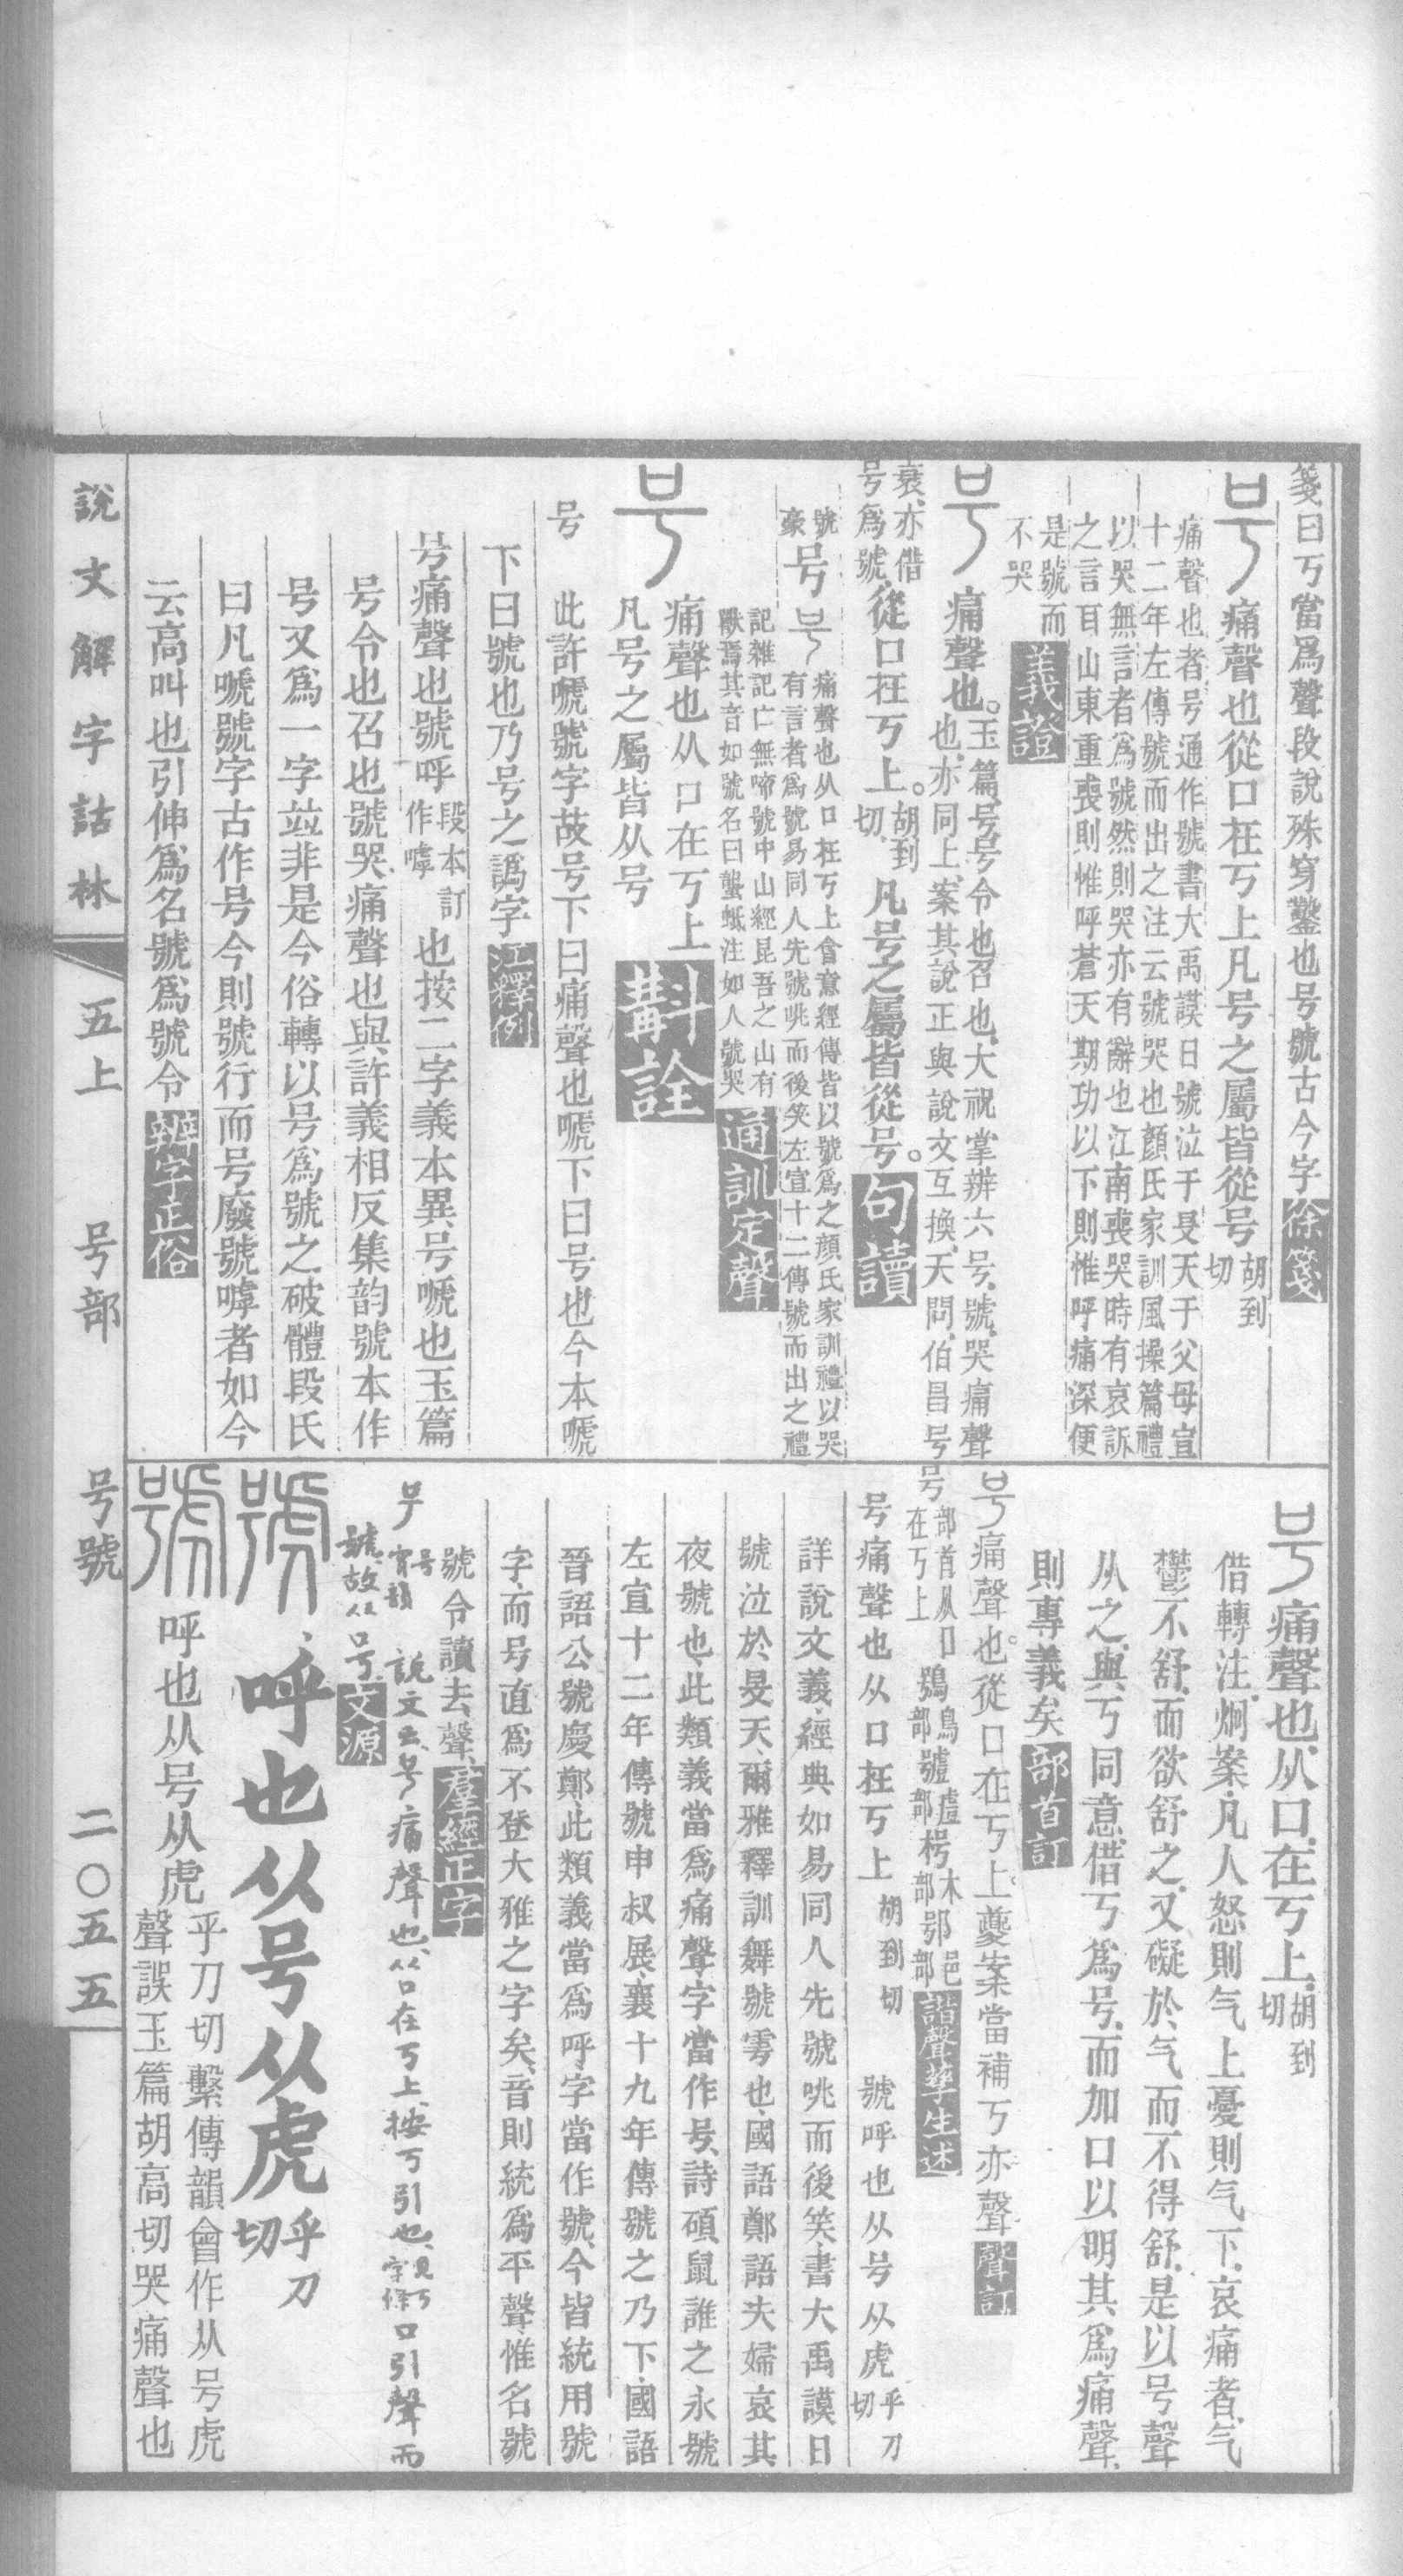 箋曰丂當爲聲段說殊穿鑿也号號古今字徐箋
号痛聲也從口在丂上凡号之屬皆從号胡到切
痛聲也者号通作號書大禹謨日號泣于旻天于父母宣
十二年左傳號而出之注云號哭也顏氏家訓風操篇禮
以哭無言者爲號然則哭亦有辭也江南喪哭時有哀訴
之言耳山東重喪則惟呼蒼天期功以下則惟呼痛深便
是號而
不哭義證
号痛聲也。玉篇号号令也召也大祝掌辨六号號哭痛聲
也亦同上案其說正與說文互換天問伯昌号
衰亦借
号爲號從口在丂上。胡到切凡号之屬皆從号。句讀
號
豪号号痛聲也从口在丂上會意經傳皆以號爲之顏氏家訓禮以哭
有言者爲號易同人先號咷而後笑左宣十二傳號而出之禮
記雜記亡無啼號中山經昆吾之山有
獸焉其音如號名曰蠪蚳注如人號哭通訓定聲
号痛聲也从口在丂上
凡号之屬皆从号斠詮
号此許嘑號字故号下曰痛聲也嘑下曰号也今本嘑
下曰號也乃号之譌字江釋例
号痛聲也號呼段本訂作嘑也按二字義本異号嘑也玉篇
号令也召也號哭痛聲也與許義相反集韵號本作
号又爲一字竝非是今俗轉以号爲號之破體段氏
曰凡嘑號字古作号今則號行而号廢號嘑者如今
云高叫也引伸爲名號爲號令辨字正俗
号痛聲也从口在丂上胡到切
借轉注炯案凡人怒則气上憂則气下哀痛者气
鬱不舒而欲舒之又礙於气而不得舒是以号聲
从之與丂同意借丂爲号而加口以明其爲痛聲
則專義矣部首訂
号痛聲也。從口在丂上。夔案當補丂亦聲聲訂
号部首从口在丂上鴞鳥部號部枵木部鄂邑部諧聲孳生述
号痛聲也从口在丂上胡到切 號呼也从号从虎乎刀切
詳說文義經典如易同人先號咷而後笑書大禹謨日
號泣於旻天爾雅釋訓舞號雩也國語鄭語夫婦哀其
夜號也此類義當爲痛聲字當作号詩碩鼠誰之永號
左宣十二年傳號申叔展襄十九年傳號之乃下國語
晉語公號慶鄭此類義當爲呼字當作號今皆統用號
字而号直爲不登大雅之字矣音則統爲平聲惟名號
號令讀去聲羣經正字
号号宵韻 說文云号痛聲也从口在丂上按丂引也見丂字條口引聲而
號故从号文源
號呼也从号从虎乎刀切
號呼也从号从虎乎刀切繫傳韻會作从号虎
聲誤玉篇胡高切哭痛聲也
說文解字詁林 五上 号部 号號 二〇五五